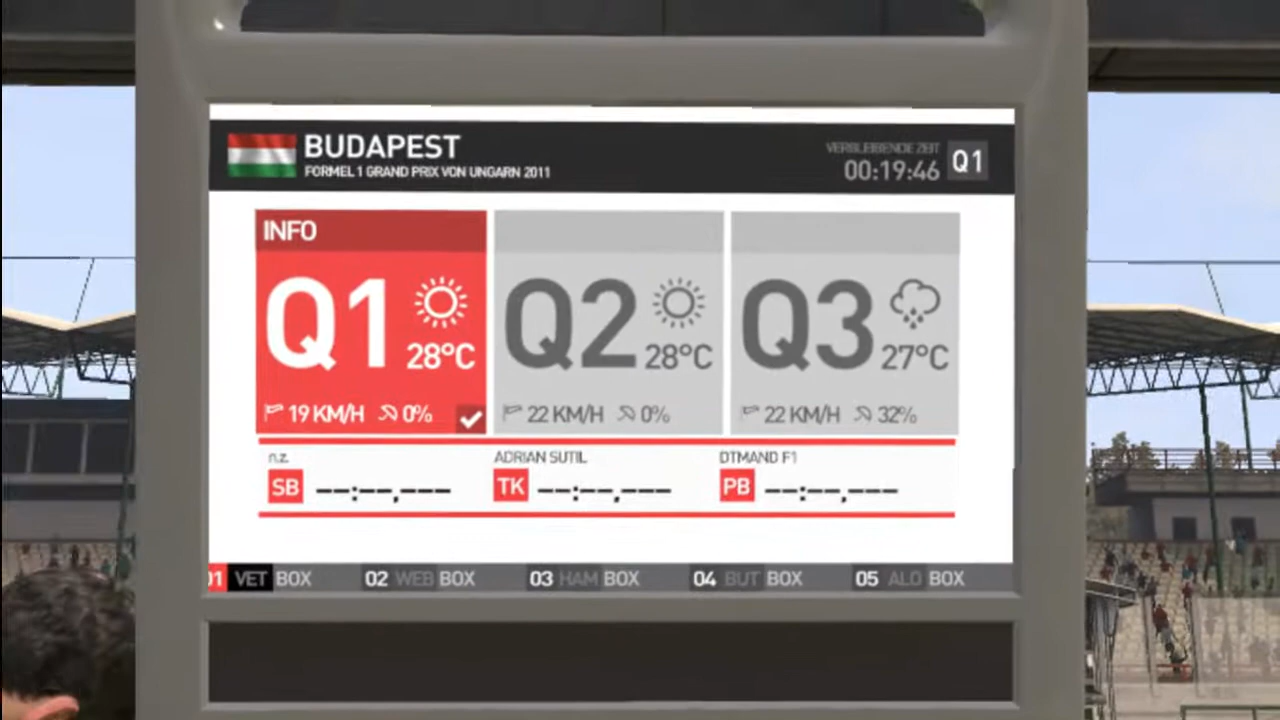 BUDAPEST
FORMEL 1 GRAND PRIX VON UNGARN 2011
VERBLEIBENDE ZEIT
00:19:46 Q1
INFO
Q1 28°C
19 KM/H 0%
Q2 28°C
22 KM/H 0%
Q3 27°C
22 KM/H 32%
n.z.
SB --:--,---
ADRIAN SUTIL
TK --:--,---
DTMAND F1
PB --:--,---
01 VET BOX 02 WEB BOX 03 HAM BOX 04 BUT BOX 05 ALO BOX